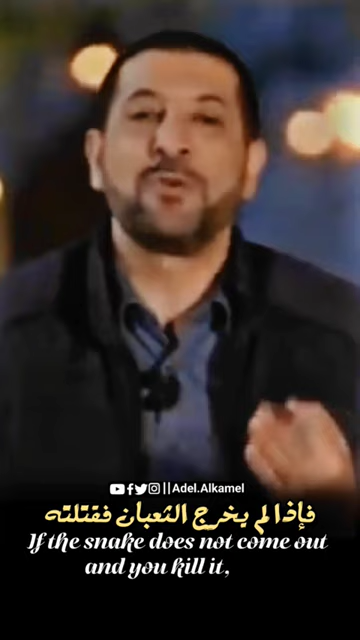 ||Adel.Alkamel
فإذا لم يخرج الثعبان فقتلته
If the snake does not come out
and you kill it,